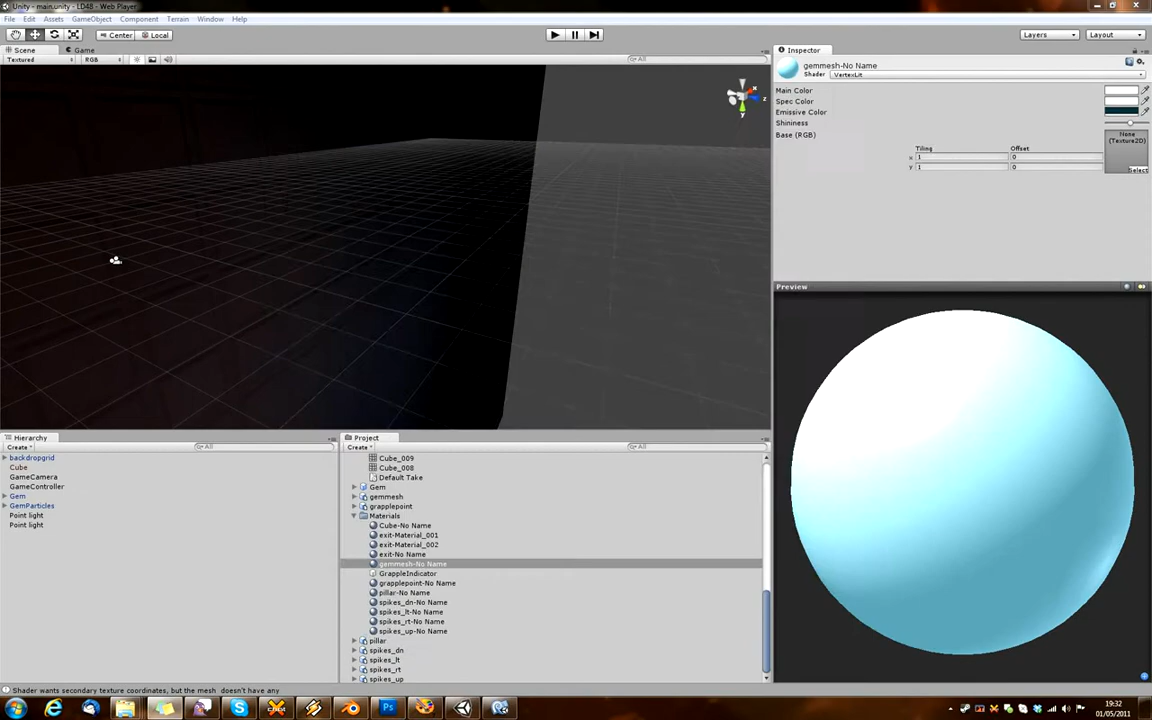 Unity - main.unity - LD48 - Web Player
File Edit Assets GameObject Component Terrain Window Help
Center Local Layers Layout
Scene Game
Textured RGB All
Inspector
gemmesh-No Name
Shader VertexLit
Main Color
Spec Color
Emissive Color
Shininess
Base (RGB)
None
(Texture2D)
Tiling Offset
x 1 0
y 1 0
Select
Preview
Hierarchy
Create All
backdropgrid
Cube
GameCamera
GameController
Gem
GemParticles
Point light
Point light
Project
Create All
Cube_009
Cube_008
Default Take
Gem
gemmesh
grapplepoint
Materials
Cube-No Name
exit-Material_001
exit-Material_002
exit-No Name
gemmesh-No Name
GrappleIndicator
grapplepoint-No Name
pillar-No Name
spikes_dn-No Name
spikes_lt-No Name
spikes_rt-No Name
spikes_up-No Name
pillar
spikes_dn
spikes_lt
spikes_rt
spikes_up
Shader wants secondary texture coordinates, but the mesh doesn't have any
19:32
01/05/2011